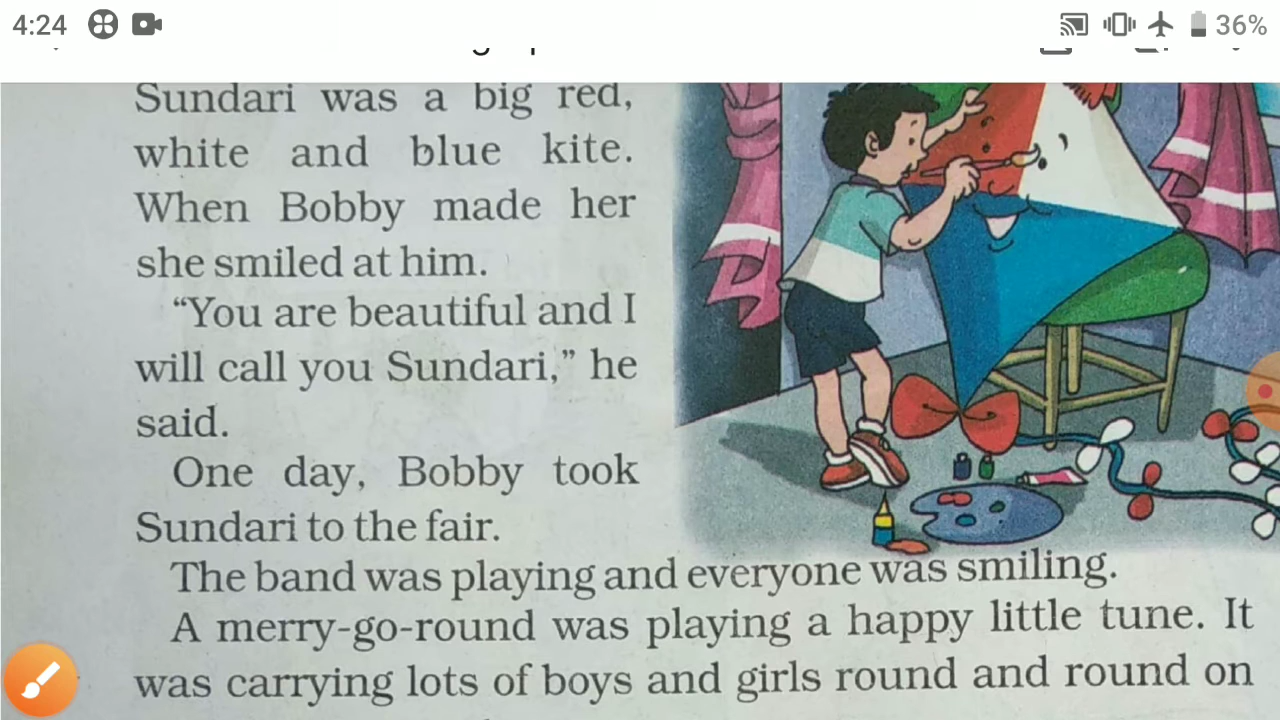 4:24
36%
Sundari was a big red,
white and blue kite.
When Bobby made her
she smiled at him.
“You are beautiful and I
will call you Sundari,” he
said.
One day, Bobby took
Sundari to the fair.
The band was playing and everyone was smiling.
A merry-go-round was playing a happy little tune. It
was carrying lots of boys and girls round and round on